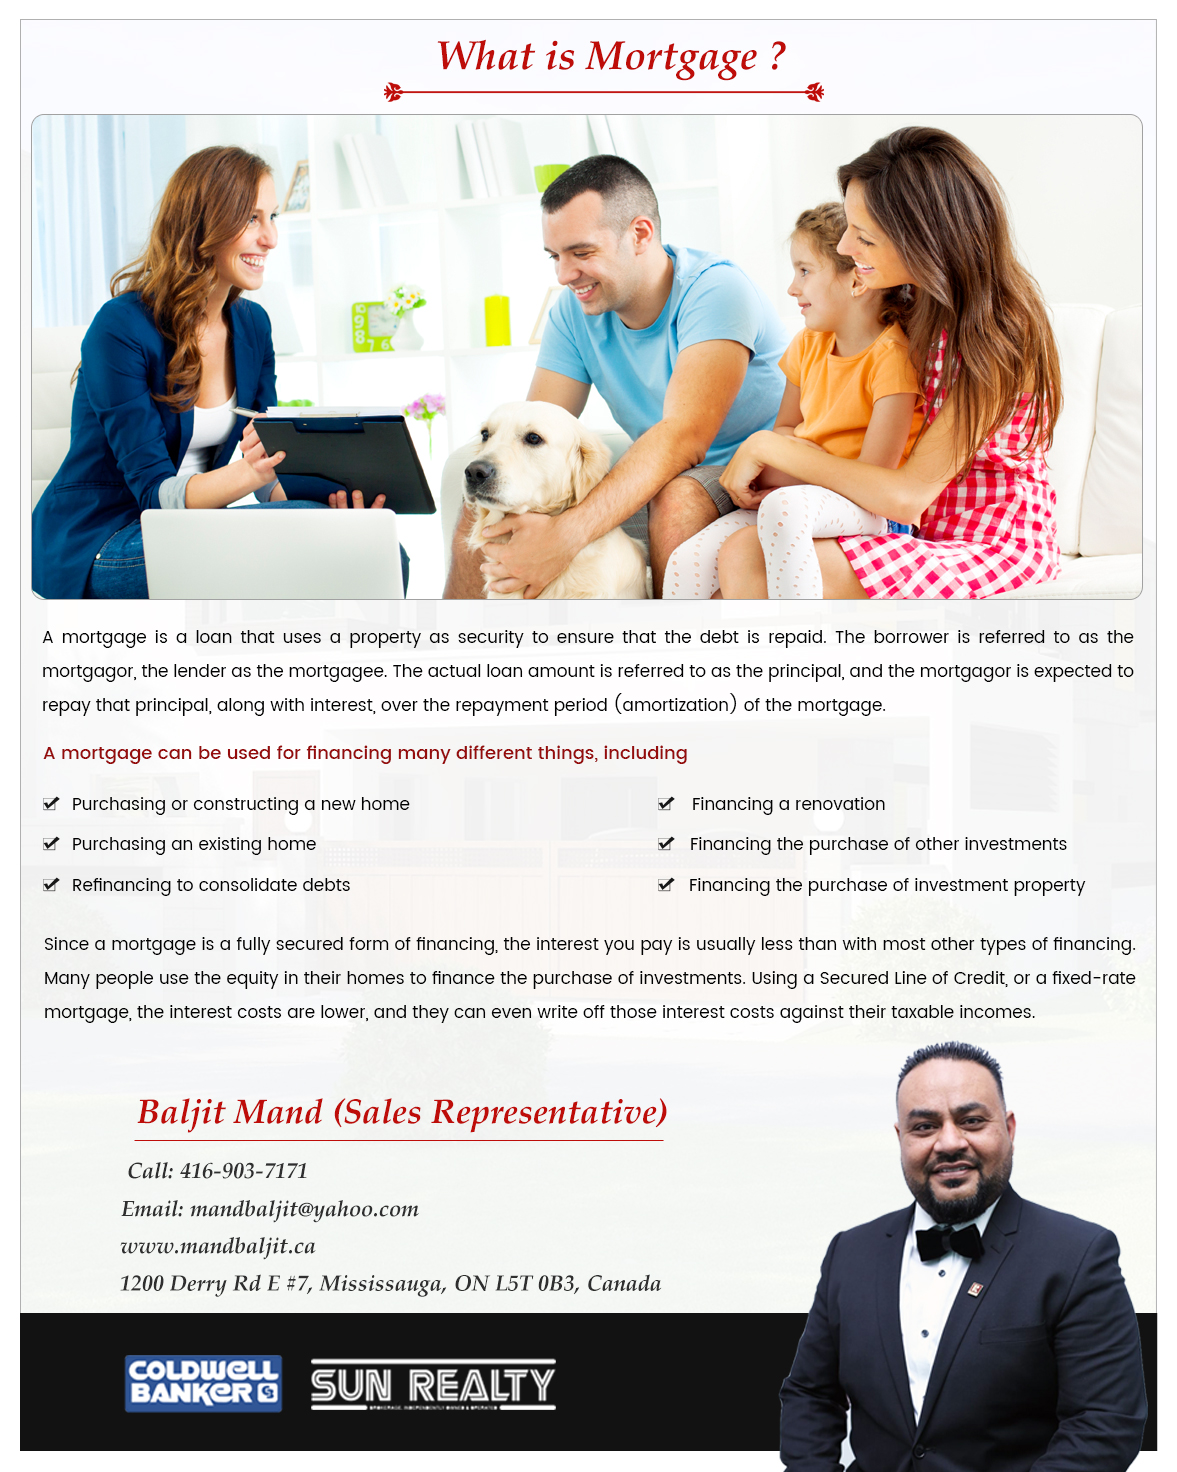 What is Mortgage ?
A mortgage is a loan that uses a property as security to ensure that the debt is repaid. The borrower is referred to as the
mortgagor, the lender as the mortgagee. The actual loan amount is referred to as the principal, and the mortgagor is expected to
repay that principal, along with interest, over the repayment period (amortization) of the mortgage.
A mortgage can be used for financing many different things, including
Purchasing or constructing a new home
Financing a renovation
Purchasing an existing home
Financing the purchase of other investments
Refinancing to consolidate debts
Financing the purchase of investment property
Since a mortgage is a fully secured form of financing, the interest you pay is usually less than with most other types of financing.
Many people use the equity in their homes to finance the purchase of investments. Using a Secured Line of Credit, or a fixed-rate
mortgage, the interest costs are lower, and they can even write off those interest costs against their taxable incomes.
Baljit Mand (Sales Representative)
Call: 416-903-7171
Email: mandbaljit@yahoo.com
www.mandbaljit.ca
1200 Derry Rd E #7, Mississauga, ON L5T 0B3, Canada
COLDWELL
BANKER CB
SUN REALTY
BROKERAGE, INDEPENDENTLY OWNED & OPERATED